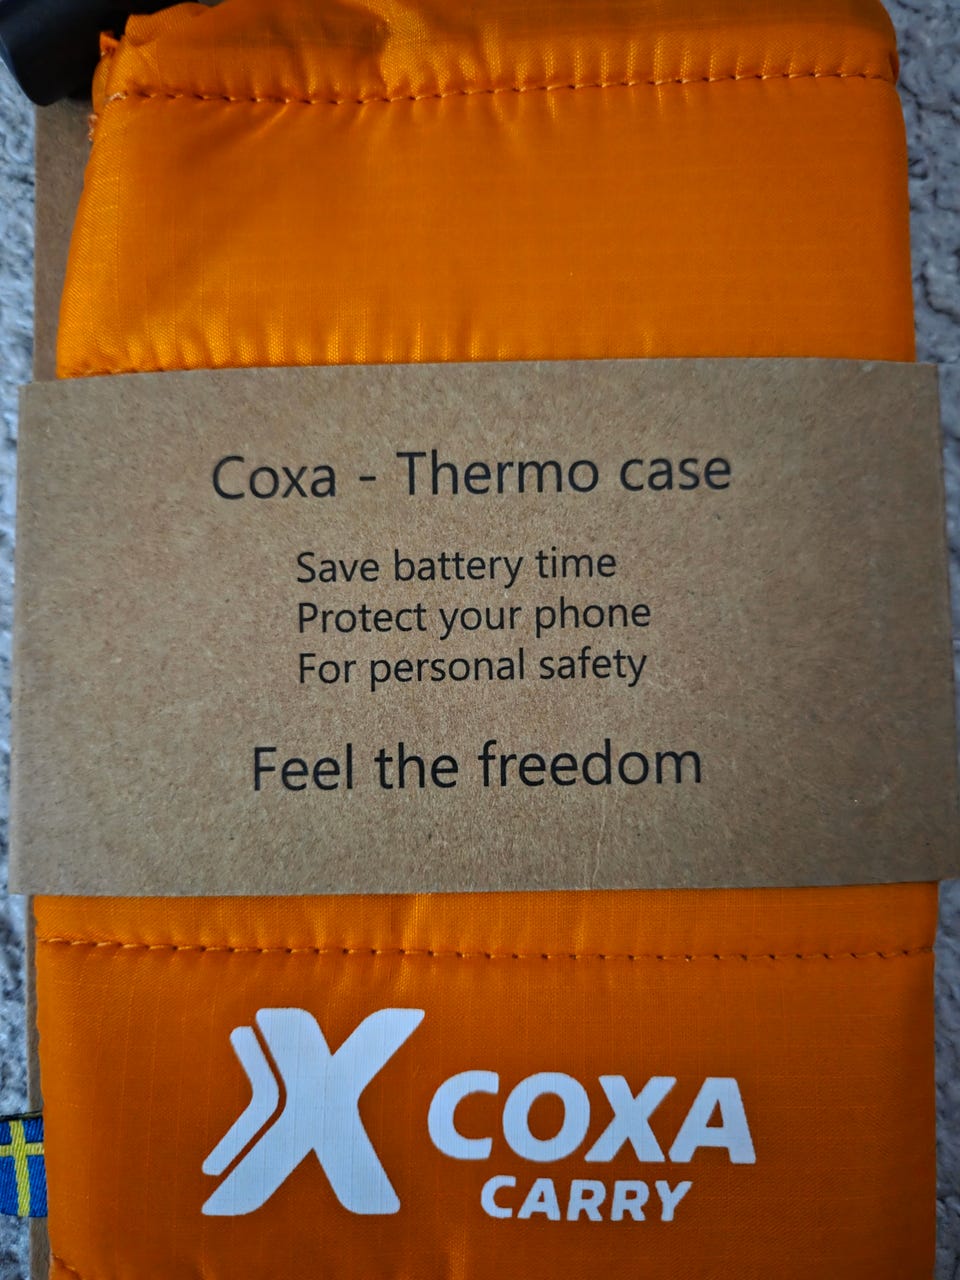 Coxa - Thermo case
Save battery time
Protect your phone
For personal safety
Feel the freedom
COXA
CARRY